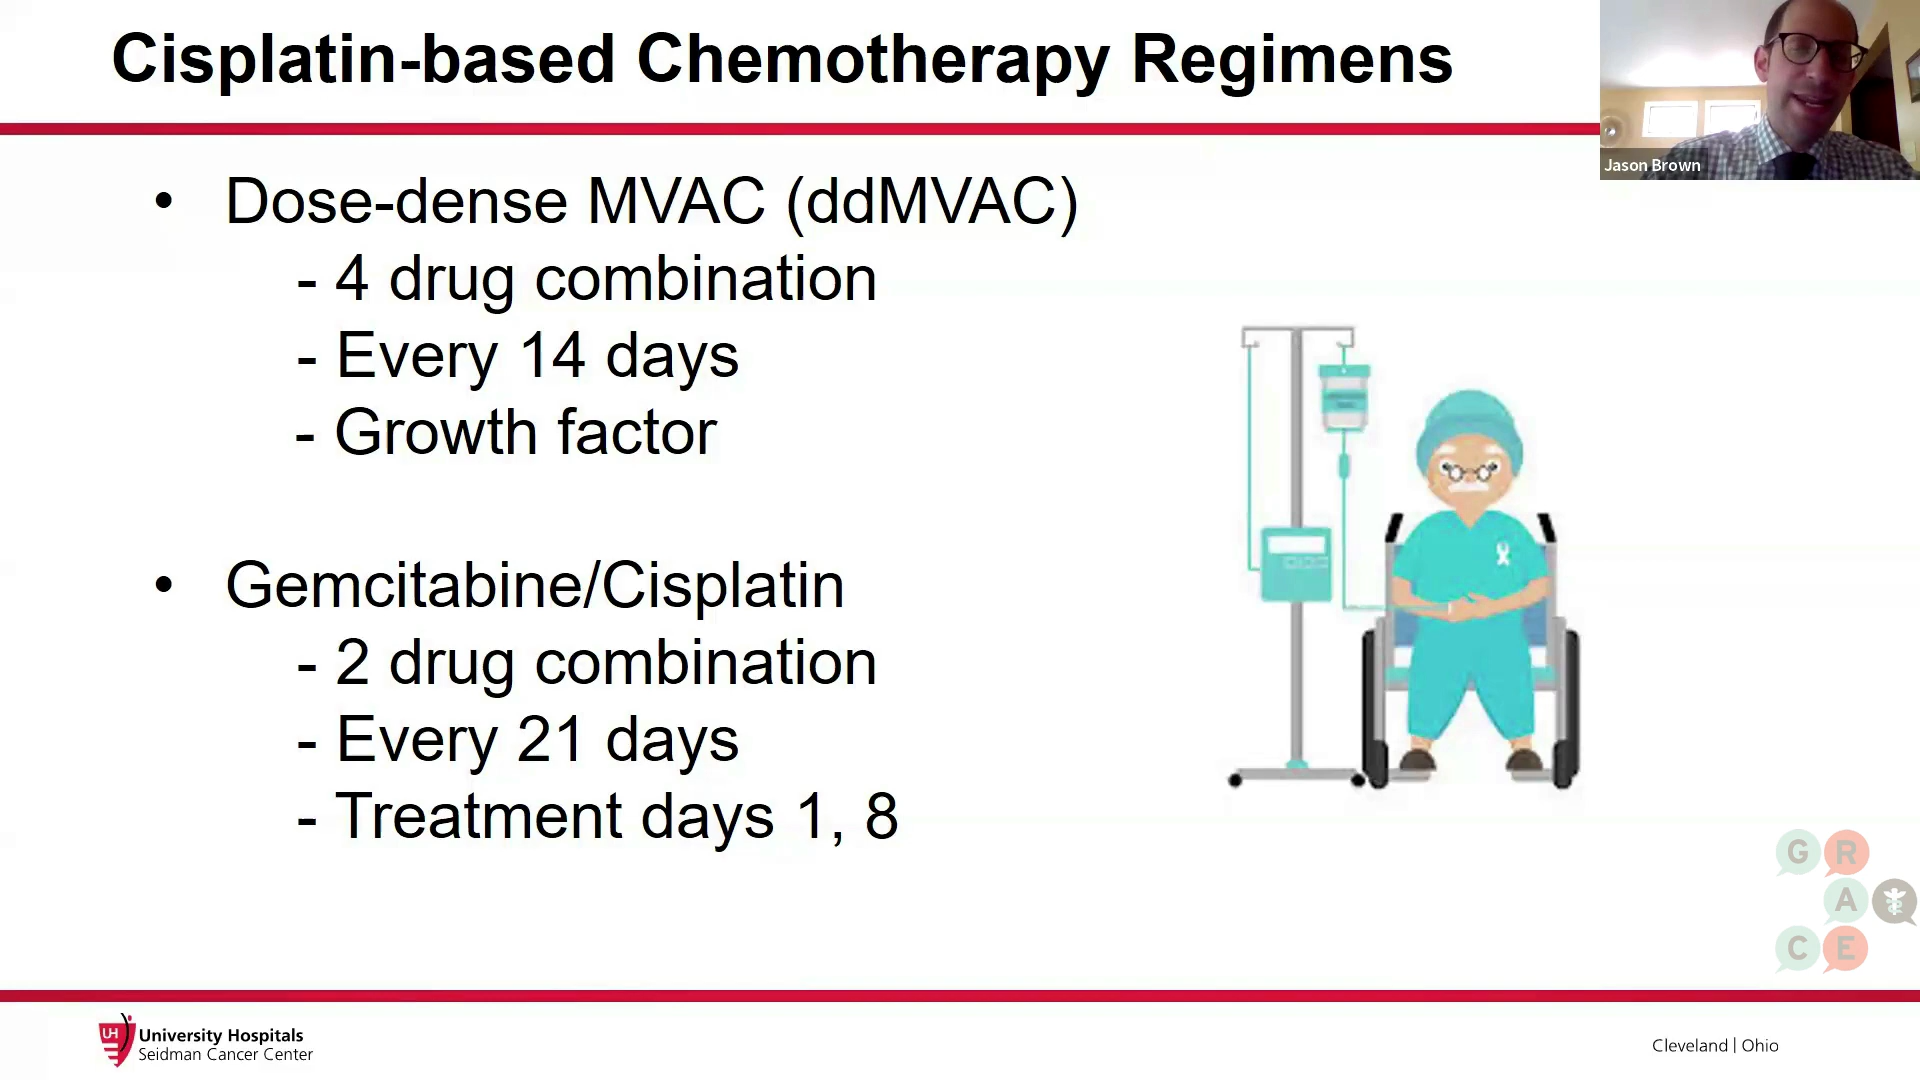 Cisplatin-based Chemotherapy Regimens
Jason Brown
• Dose-dense MVAC (ddMVAC)
- 4 drug combination
- Every 14 days
- Growth factor
• Gemcitabine/Cisplatin
- 2 drug combination
- Every 21 days
- Treatment days 1, 8
G R
A
C E
UH University Hospitals
Seidman Cancer Center
Cleveland | Ohio